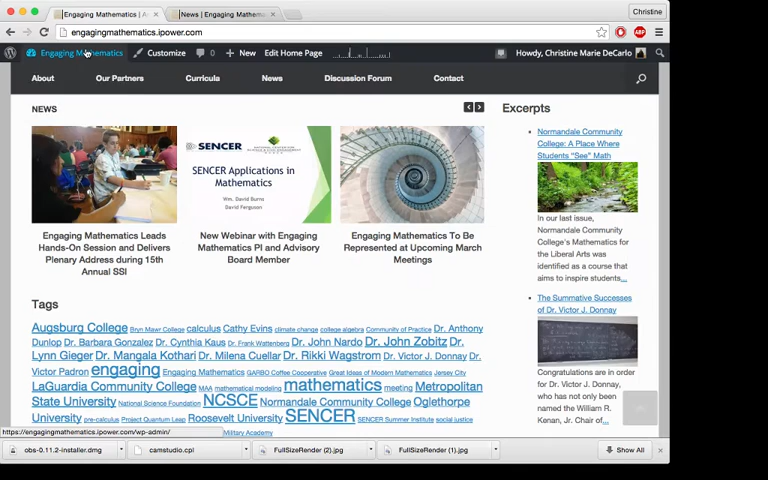 Engaging Mathematics | A
News | Engaging Mathemat
Christine
engagingmathematics.ipower.com
ABP
Engaging Mathematics
Customize
0
New
Edit Home Page
Howdy, Christine Marie DeCarlo
About
Our Partners
Curricula
News
Discussion Forum
Contact
NEWS
SENCER
SENCER Applications in
Mathematics
Wm. David Burns
David Ferguson
Engaging Mathematics Leads
Hands-On Session and Delivers
Plenary Address during 15th
Annual SSI
New Webinar with Engaging
Mathematics PI and Advisory
Board Member
Engaging Mathematics To Be
Represented at Upcoming March
Meetings
Tags
Augsburg College Bryn Mawr College calculus Cathy Evins climate change college algebra Community of Practice Dr. Anthony
Dunlop Dr. Barbara Gonzalez Dr. Cynthia Kaus Dr. Frank Wattenberg Dr. John Nardo Dr. John Zobitz Dr.
Lynn Gieger Dr. Mangala Kothari Dr. Milena Cuellar Dr. Rikki Wagstrom Dr. Victor J. Donnay Dr.
Victor Padron engaging Engaging Mathematics GARBO Coffee Cooperative Great Ideas of Modern Mathematics Jersey City
LaGuardia Community College MAA mathematical modeling mathematics meeting Metropolitan
State University National Science Foundation NCSCE Normandale Community College Oglethorpe
University pre-calculus Project Quantum Leap Roosevelt University SENCER SENCER Summer Institute social justice
Military Academy
Excerpts
Normandale Community
College: A Place Where
Students "See" Math
In our last issue,
Normandale Community
College's Mathematics for
the Liberal Arts was
identified as a course that
aims to inspire students...
The Summative Successes
of Dr. Victor J. Donnay
Congratulations are in
order for Dr. Victor Donnay,
who has not only been
named the William R.
Kenan, Jr. Chair of...
https://engagingmathematics.ipower.com/wp-admin/
obs-0.11.2-installer.dmg
camstudio.cpl
FullSizeRender (2).jpg
FullSizeRender (1).jpg
Show All